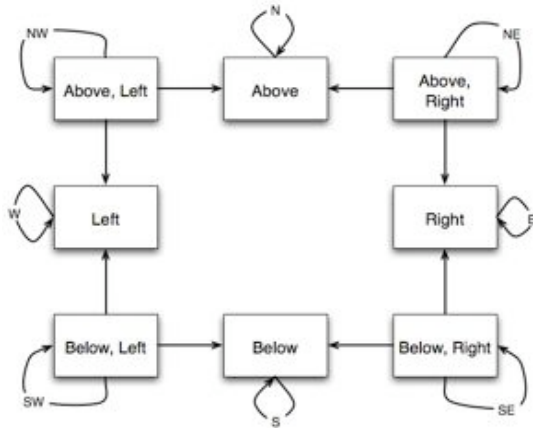 N
NW
NE
Above, Left
Above
Above,
Right
W
Left
Right
E
Below, Left
Below
Below, Right
SW
S
SE